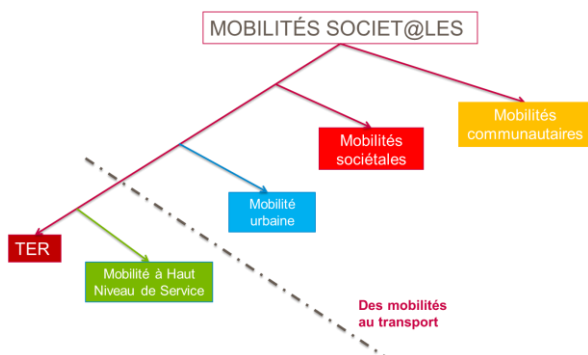 MOBILITÉS SOCIET@LES
Mobilités
communautaires
Mobilités
sociétales
Mobilité
urbaine
TER
Mobilité à Haut
Niveau de Service
Des mobilités
au transport